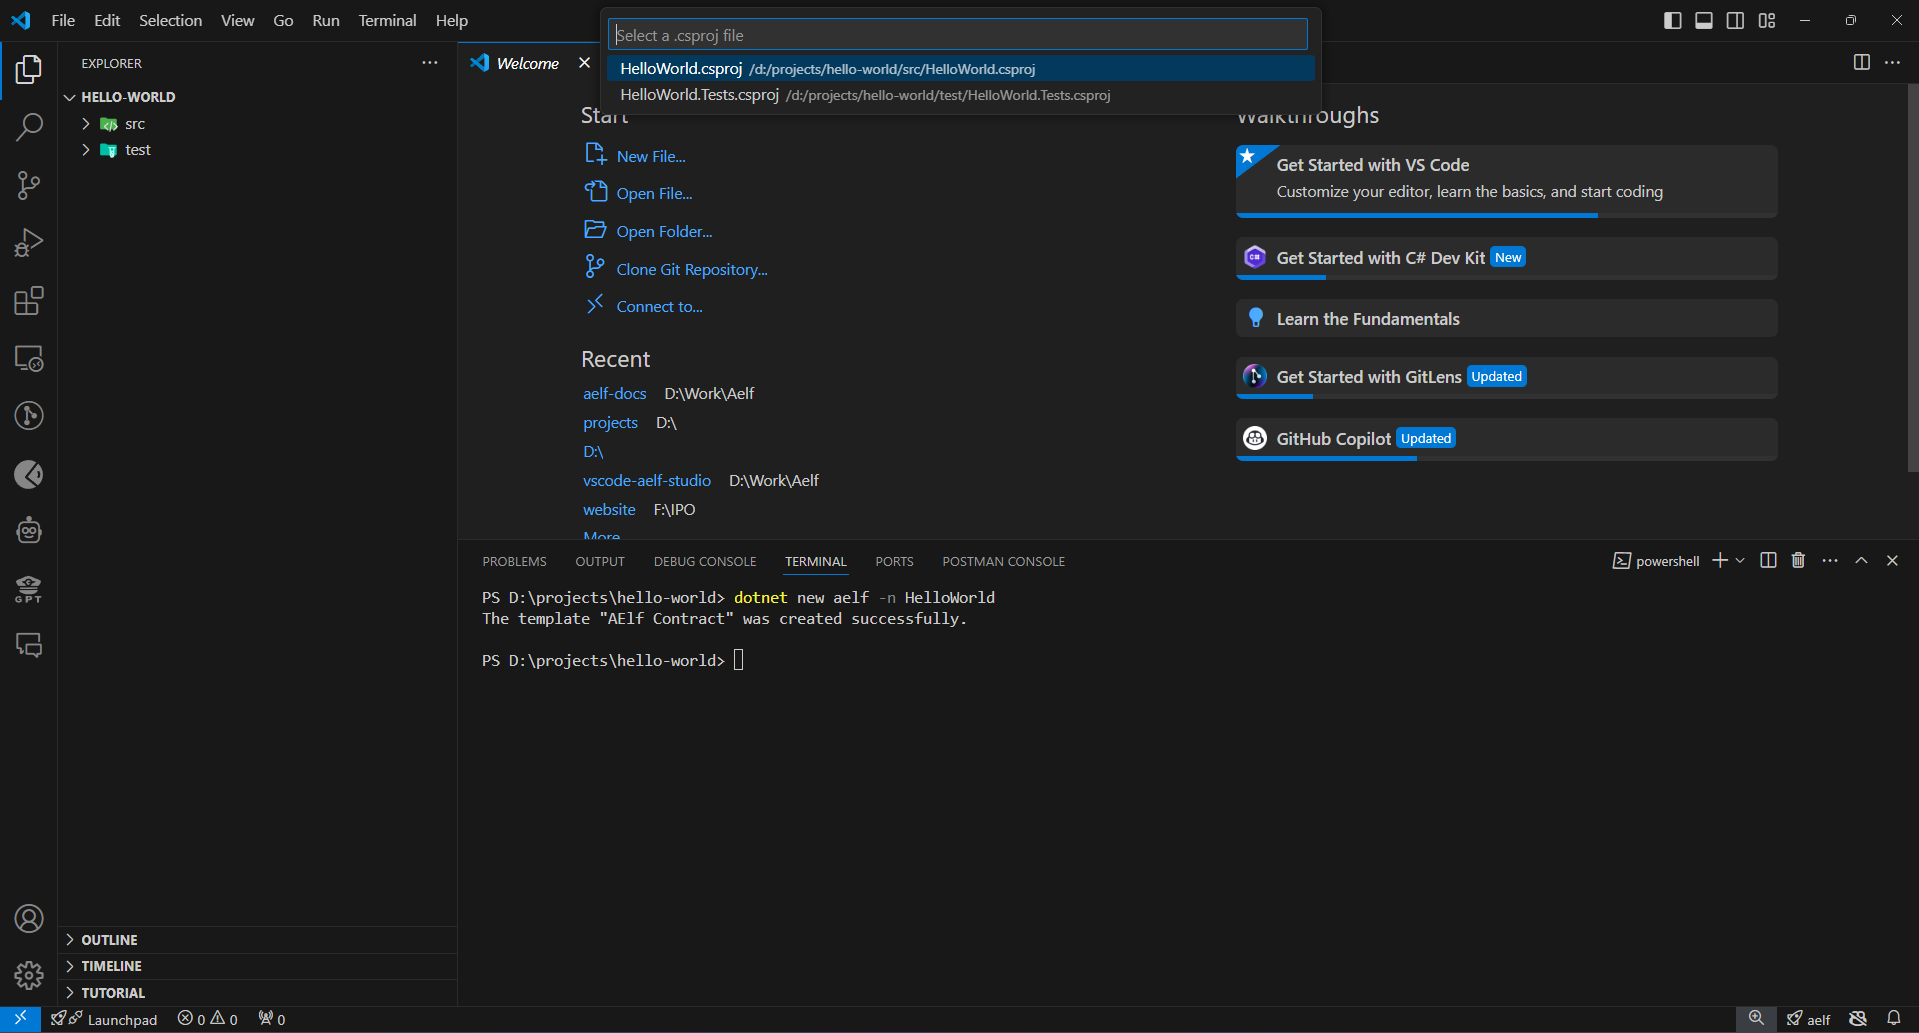 File Edit Selection View Go Run Terminal Help
Select a .csproj file
HelloWorld.csproj /d:/projects/hello-world/src/HelloWorld.csproj
HelloWorld.Tests.csproj /d:/projects/hello-world/test/HelloWorld.Tests.csproj
EXPLORER
HELLO-WORLD
src
test
OUTLINE
TIMELINE
TUTORIAL
Welcome
Start
New File...
Open File...
Open Folder...
Clone Git Repository...
Connect to...
Recent
aelf-docs D:\Work\Aelf
projects D:\
D:\
vscode-aelf-studio D:\Work\Aelf
website F:\IPO
More...
Walkthroughs
Get Started with VS Code
Customize your editor, learn the basics, and start coding
Get Started with C# Dev Kit New
Learn the Fundamentals
Get Started with GitLens Updated
GitHub Copilot Updated
PROBLEMS OUTPUT DEBUG CONSOLE TERMINAL PORTS POSTMAN CONSOLE
powershell
PS D:\projects\hello-world> dotnet new aelf -n HelloWorld
The template "AElf Contract" was created successfully.
PS D:\projects\hello-world>
GPT
Launchpad 0 0 0
aelf